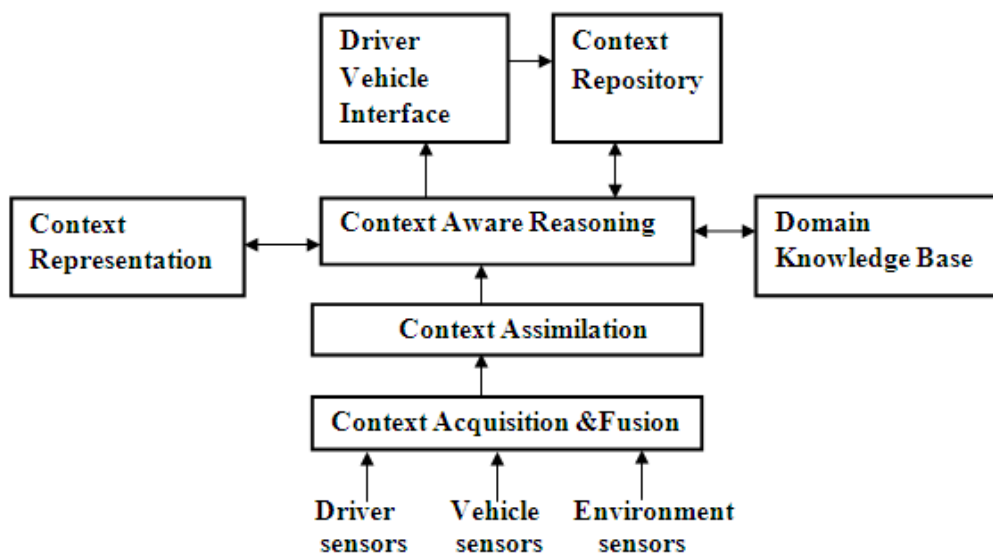 Driver
Vehicle
Interface
Context
Repository
Context
Representation
Context Aware Reasoning
Domain
Knowledge Base
Context Assimilation
Context Acquisition &Fusion
Driver
sensors
Vehicle
sensors
Environment
sensors